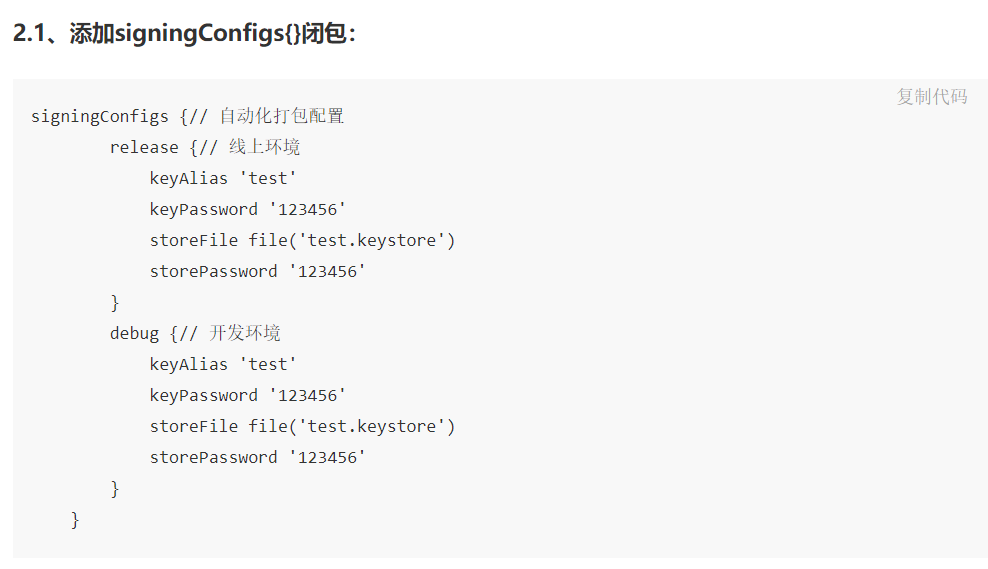 2.1、添加signingConfigs{}闭包：
复制代码
signingConfigs {// 自动化打包配置
        release {// 线上环境
            keyAlias 'test'
            keyPassword '123456'
            storeFile file('test.keystore')
            storePassword '123456'
        }
        debug {// 开发环境
            keyAlias 'test'
            keyPassword '123456'
            storeFile file('test.keystore')
            storePassword '123456'
        }
    }